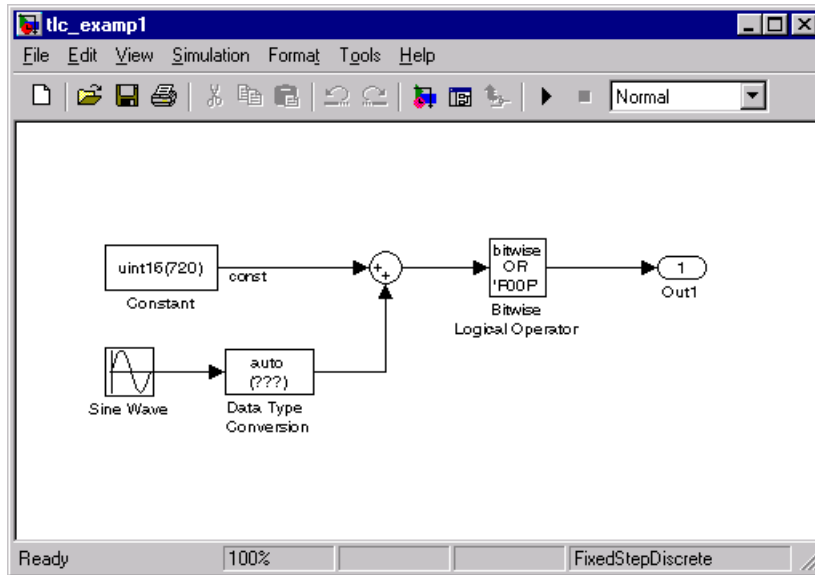 tlc_examp1
File Edit View Simulation Format Tools Help
Normal
uint16(720)
const
Constant
bitwise
OR
'F00F'
Bitwise
Logical Operator
1
Out1
Sine Wave
auto
(???)
Data Type
Conversion
Ready 100% FixedStepDiscrete